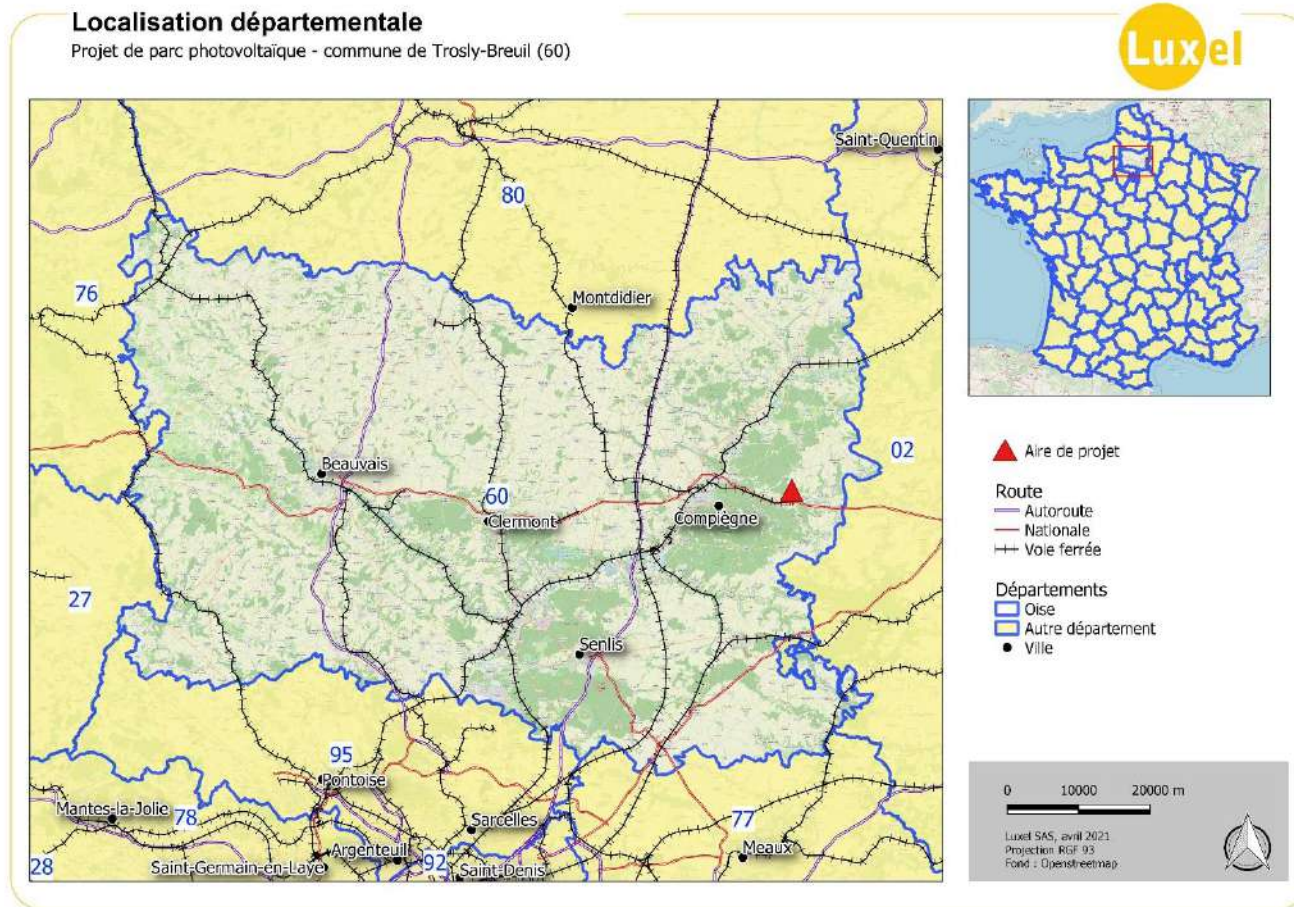 Localisation départementale
Projet de parc photovoltaïque - commune de Trosly-Breuil (60)
Luxel
Saint-Quentin
80
76
Montdidier
02
Beauvais
60
Clermont
Compiègne
27
Senlis
95
Pontoise
Mantes-la-Jolie
78
Sarcelles
77
Argenteuil
92
Meaux
28
Saint-Germain-en-Laye
Saint-Denis
Aire de projet
Route
Autoroute
Nationale
Voie ferrée
Départements
Oise
Autre département
Ville
0 10000 20000 m
Luxel SAS, avril 2021
Projection RGF 93
Fond : Openstreetmap